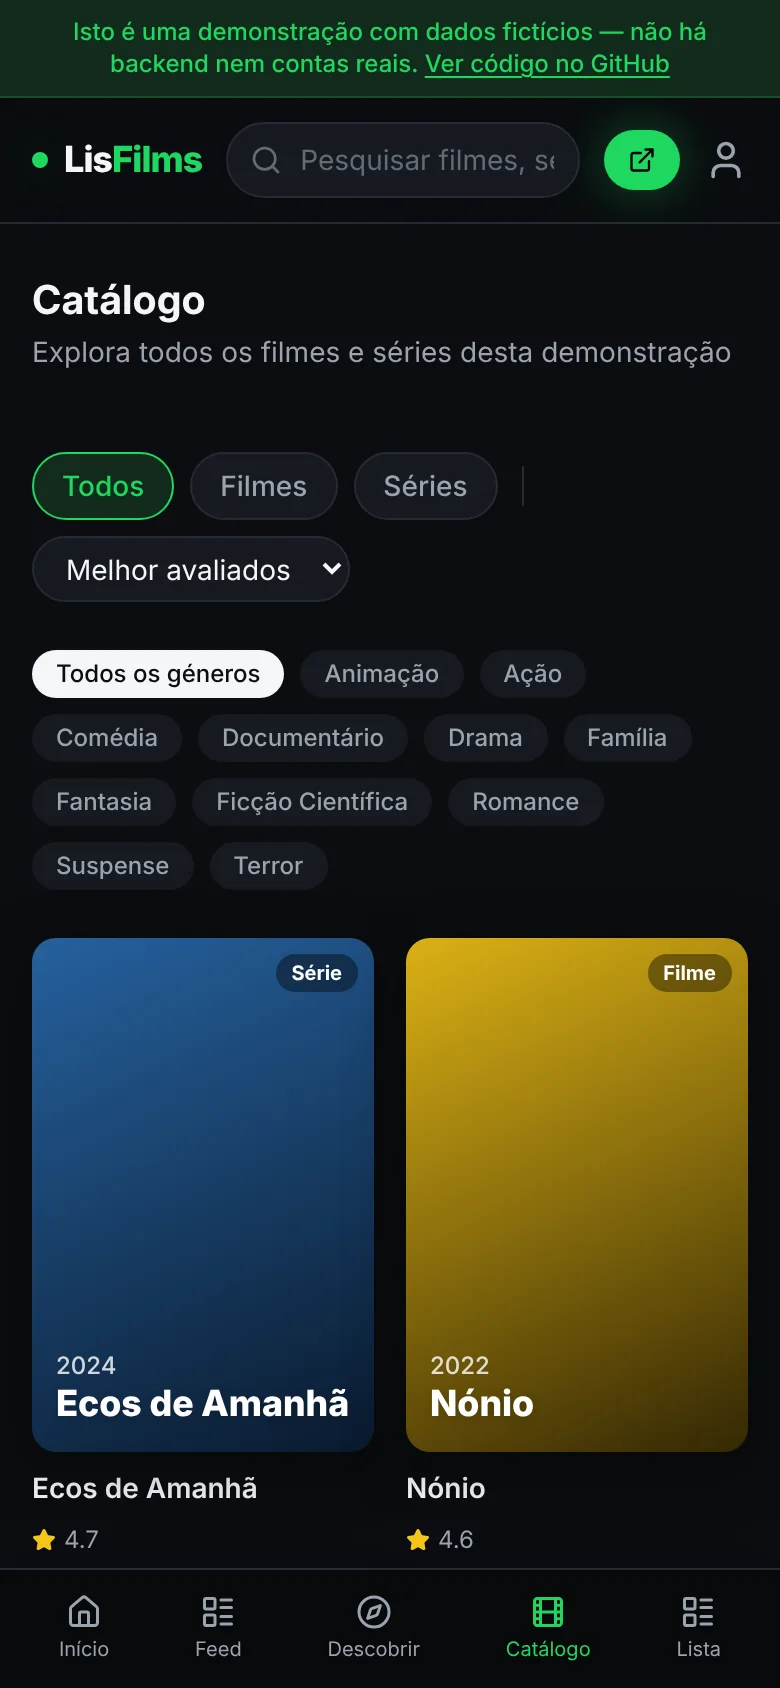 Isto é uma demonstração com dados fictícios — não há
backend nem contas reais. Ver código no GitHub
LisFilms
Pesquisar filmes, sé
Catálogo
Explora todos os filmes e séries desta demonstração
Todos Filmes Séries
Melhor avaliados
Todos os géneros Animação Ação
Comédia Documentário Drama Família
Fantasia Ficção Científica Romance
Suspense Terror
Série Filme
2024 2022
Ecos de Amanhã Nónio
Ecos de Amanhã Nónio
4.7 4.6
Início Feed Descobrir Catálogo Lista